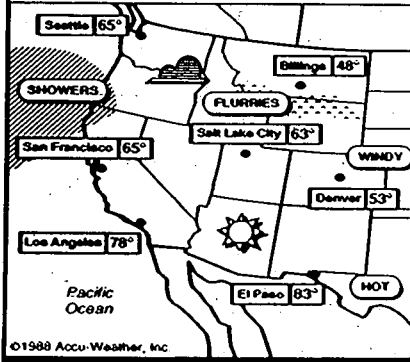 Seattle 65°
Billings 48°
SHOWERS
FLURRIES
Salt Lake City 63°
San Francisco 65°
WINDY
Denver 53°
Los Angeles 78°
El Paso 83°
HOT
Pacific
Ocean
©1988 Accu-Weather, Inc.